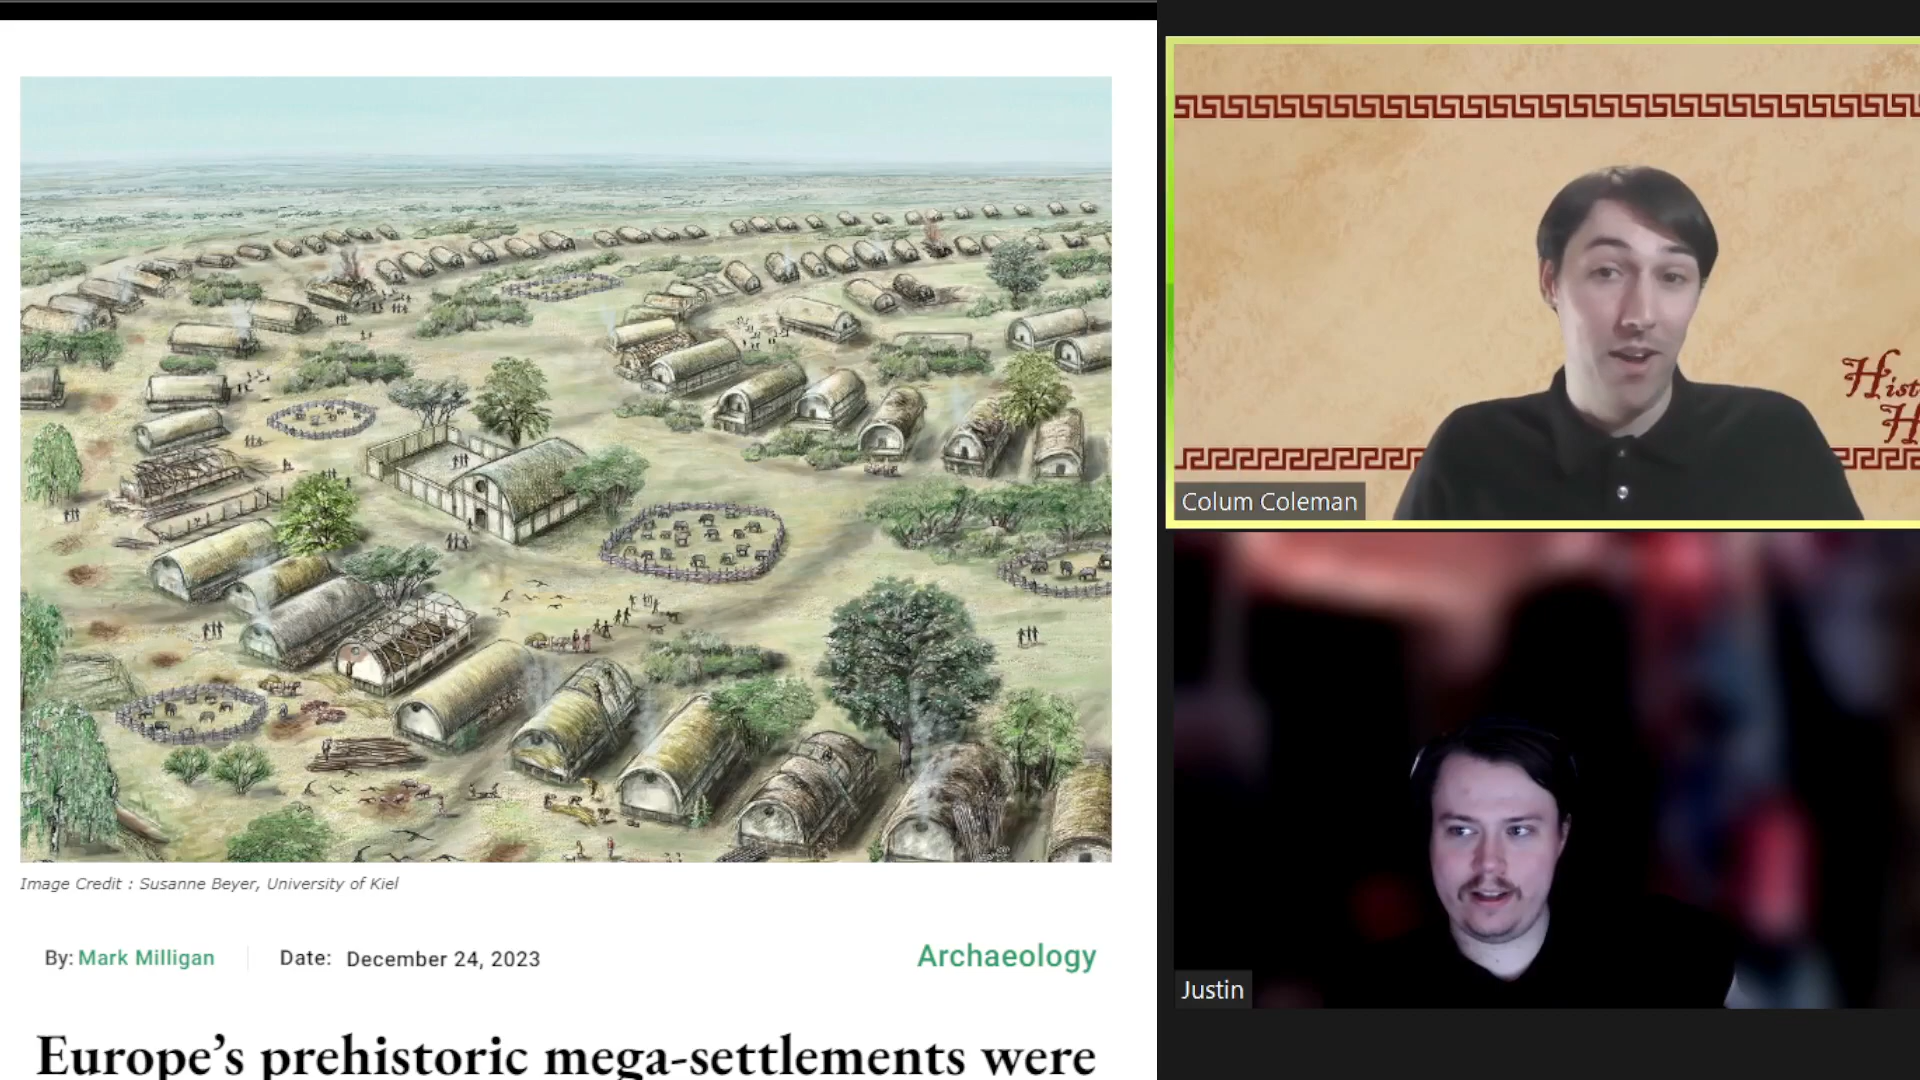 Image Credit : Susanne Beyer, University of Kiel
By: Mark Milligan
Date: December 24, 2023
Archaeology
Europe’s prehistoric mega-settlements were
Hist
H
Colum Coleman
Justin